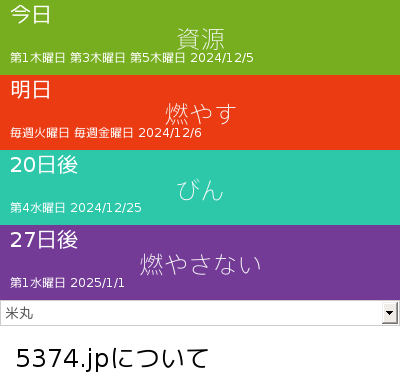 今日
資源
第1木曜日 第3木曜日 第5木曜日 2024/12/5
明日
燃やす
毎週火曜日 毎週金曜日 2024/12/6
20日後
びん
第4水曜日 2024/12/25
27日後
燃やさない
第1水曜日 2025/1/1
米丸
5374.jpについて